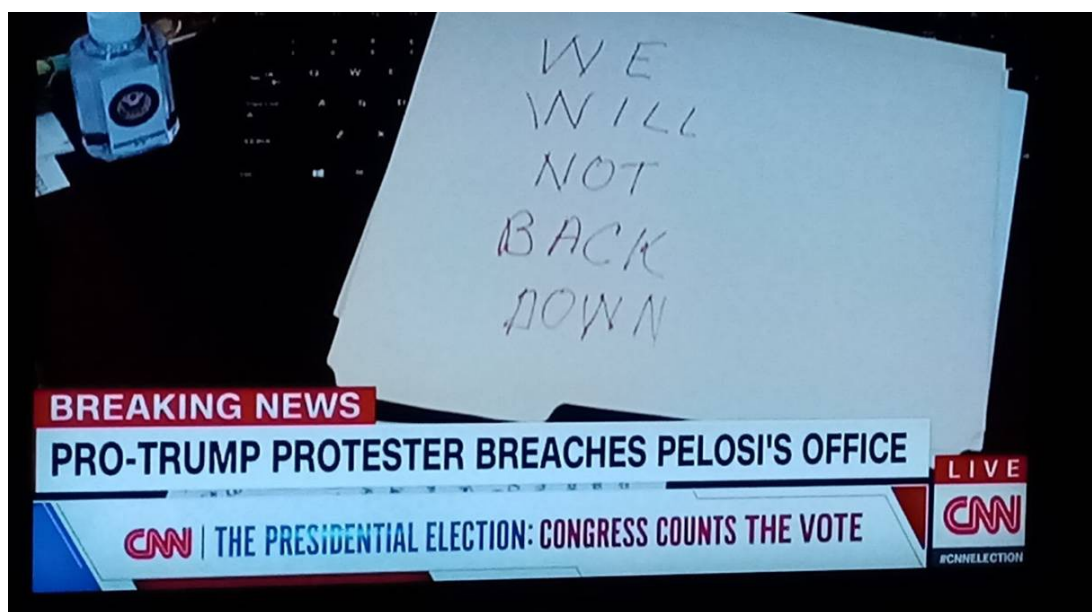 WE
WILL
NOT
BACK
DOWN
BREAKING NEWS
PRO-TRUMP PROTESTER BREACHES PELOSI'S OFFICE
LIVE
CNN
CNN | THE PRESIDENTIAL ELECTION: CONGRESS COUNTS THE VOTE
#CNNELECTION